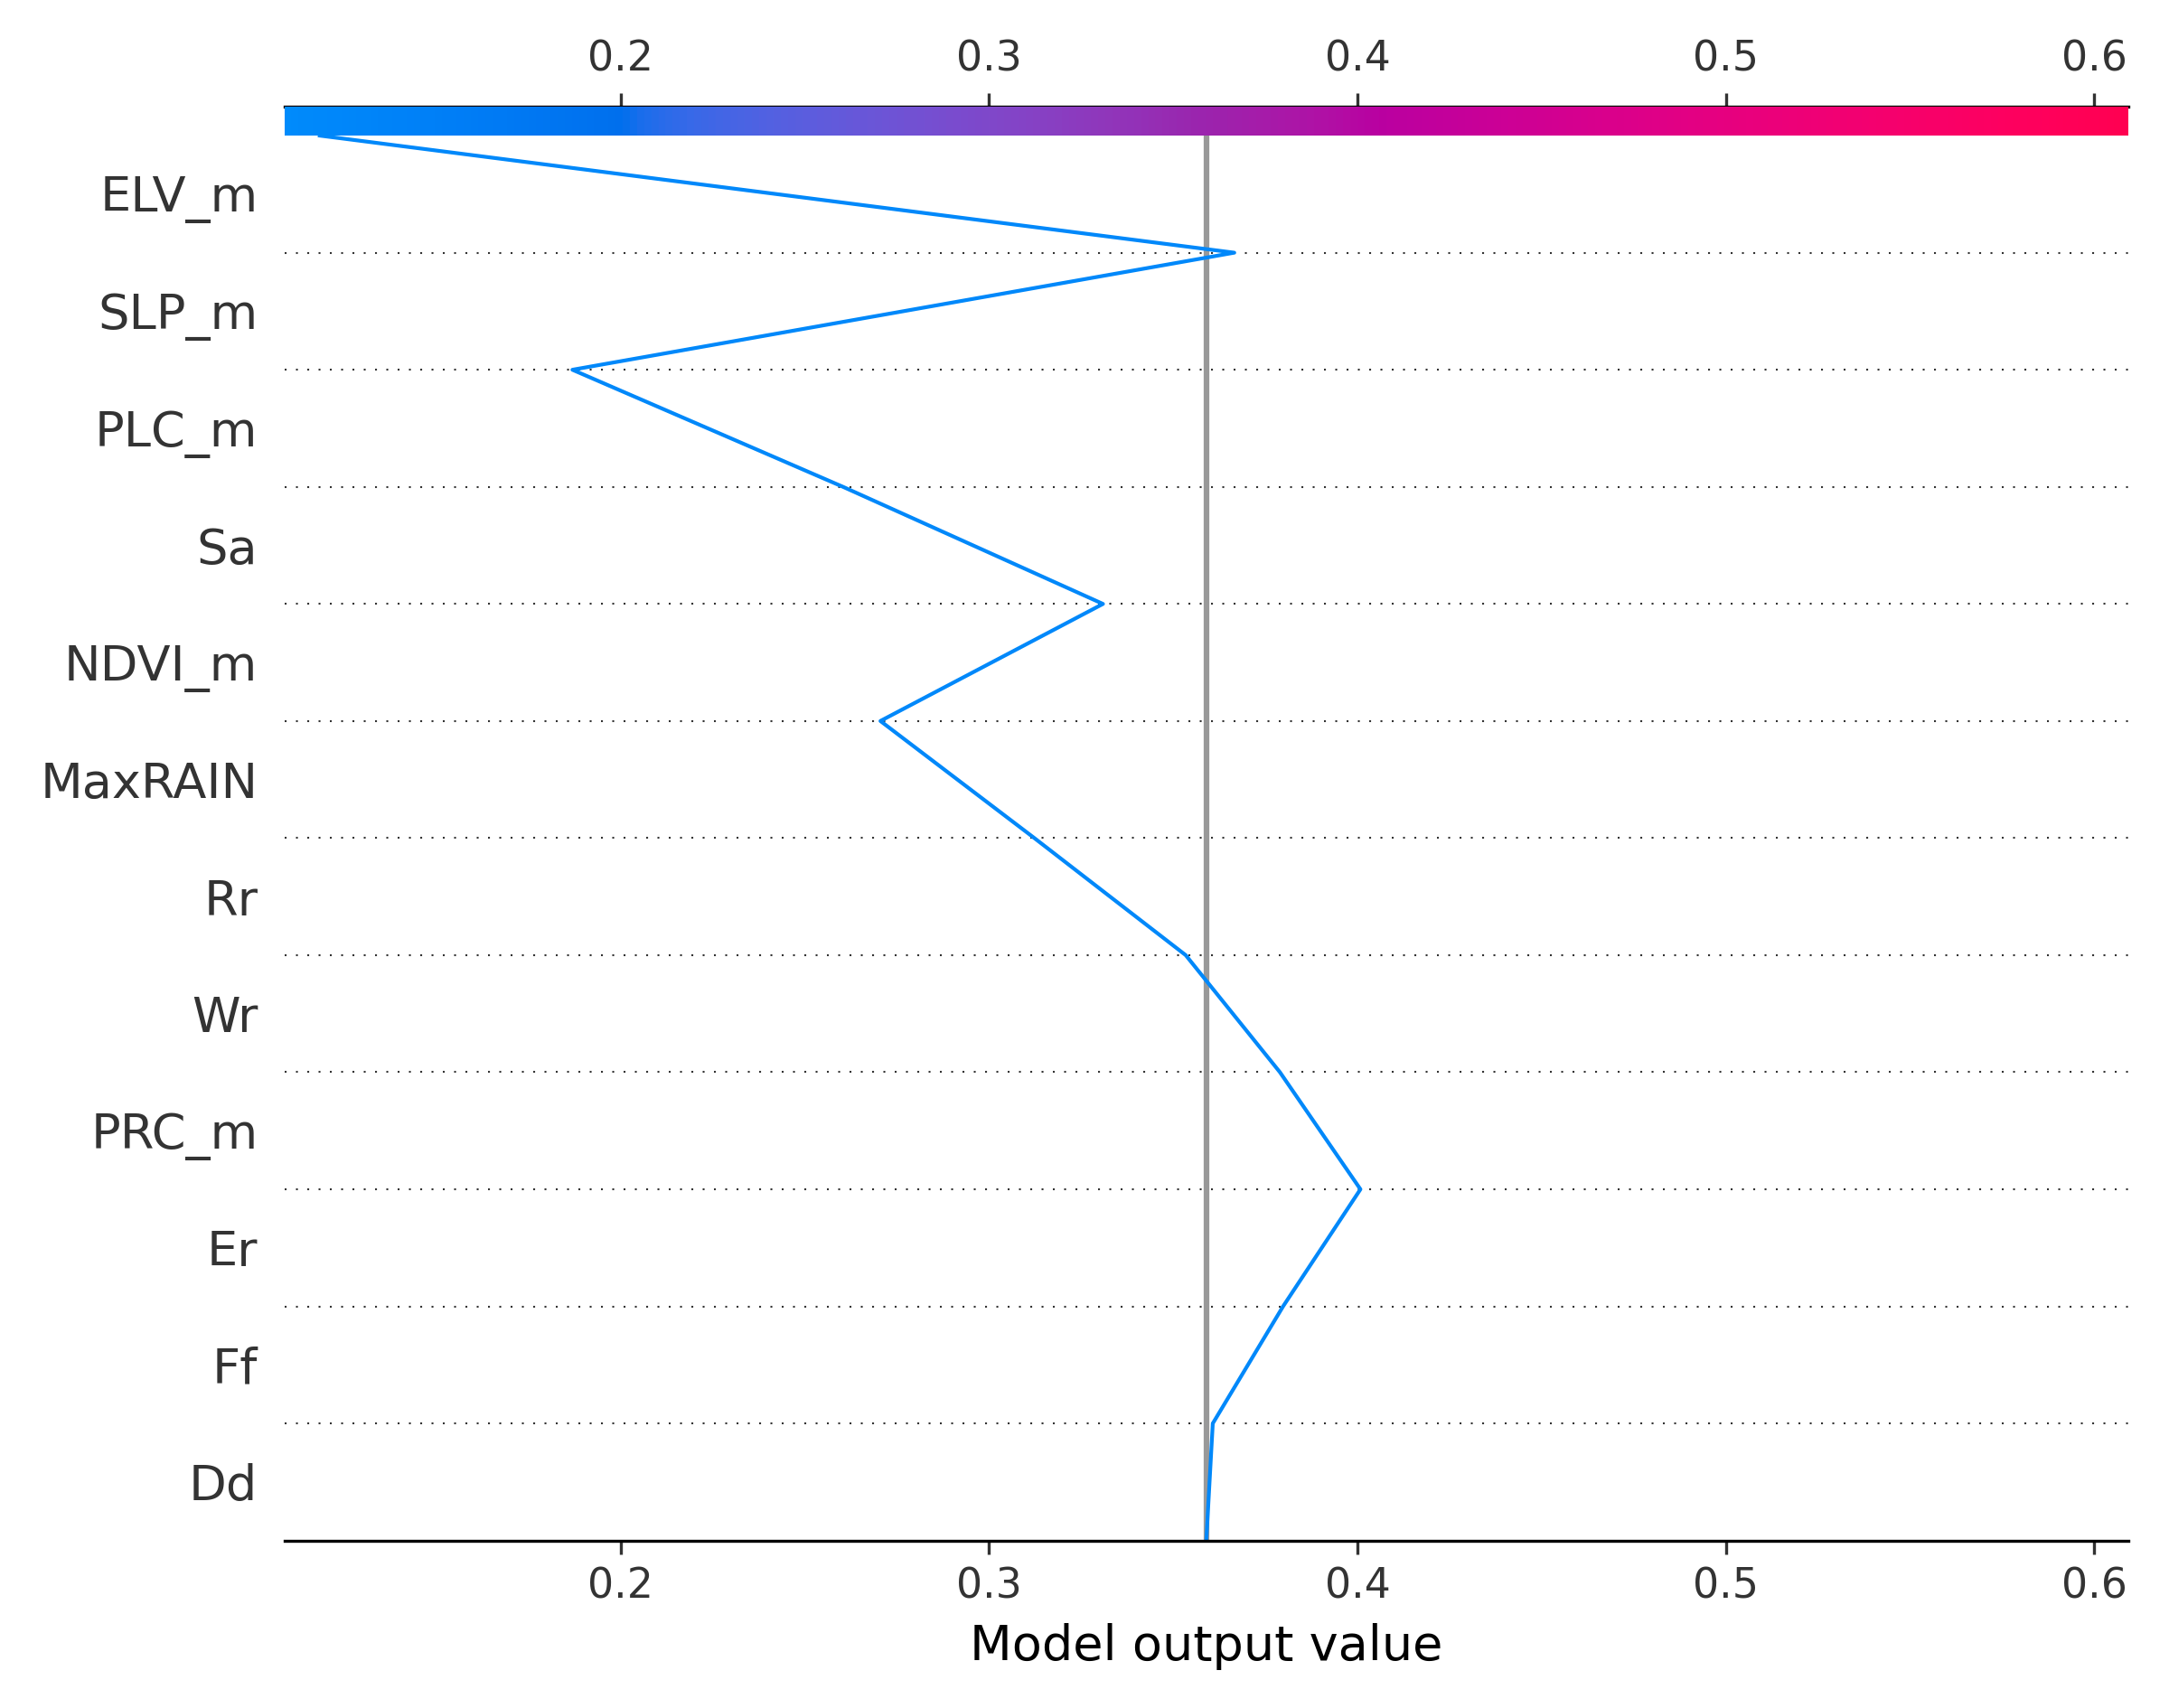 0.2 0.3 0.4 0.5 0.6
ELV_m
SLP_m
PLC_m
Sa
NDVI_m
MaxRAIN
Rr
Wr
PRC_m
Er
Ff
Dd
0.2 0.3 0.4 0.5 0.6
Model output value